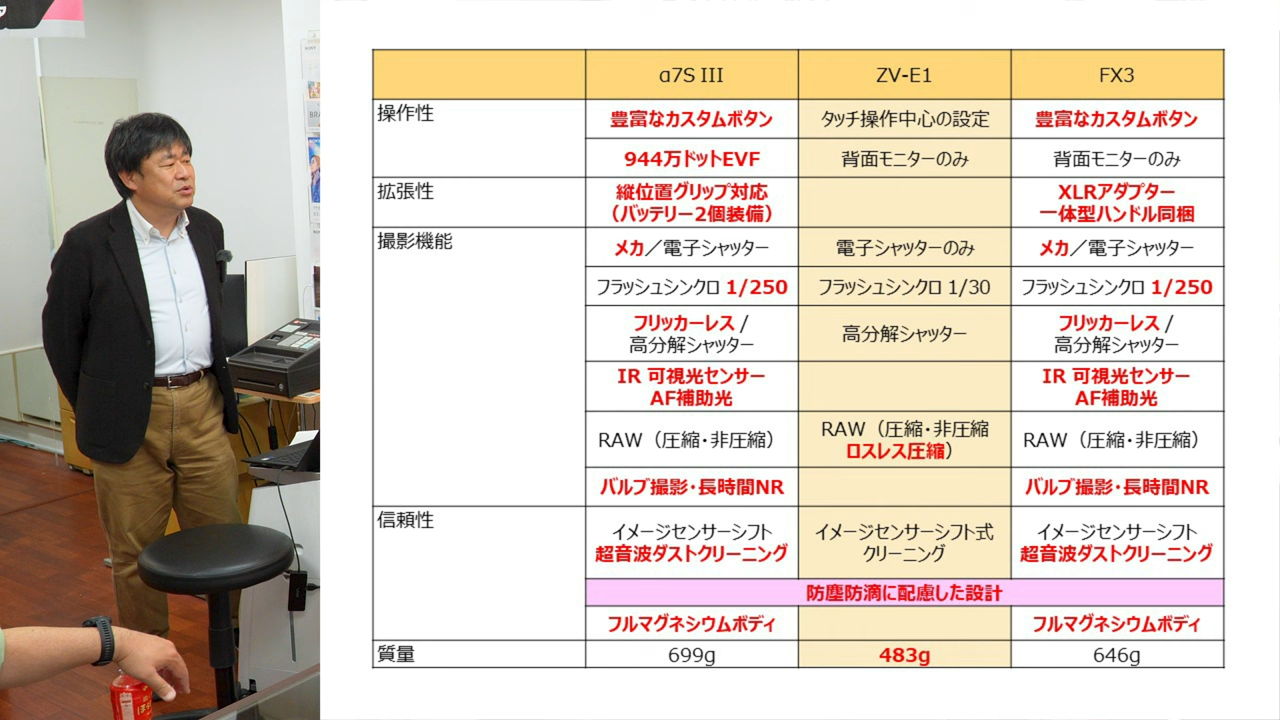 α7S III
ZV-E1
FX3
操作性
豊富なカスタムボタン
タッチ操作中心の設定
豊富なカスタムボタン
944万ドットEVF
背面モニターのみ
背面モニターのみ
拡張性
縦位置グリップ対応
（バッテリー2個装備）
XLRアダプター
一体型ハンドル同梱
撮影機能
メカ／電子シャッター
電子シャッターのみ
メカ／電子シャッター
フラッシュシンクロ 1/250
フラッシュシンクロ 1/30
フラッシュシンクロ 1/250
フリッカーレス /
高分解シャッター
高分解シャッター
フリッカーレス /
高分解シャッター
IR 可視光センサー
AF補助光
IR 可視光センサー
AF補助光
RAW（圧縮・非圧縮）
RAW（圧縮・非圧縮
ロスレス圧縮）
RAW（圧縮・非圧縮）
バルブ撮影・長時間NR
バルブ撮影・長時間NR
信頼性
イメージセンサーシフト
超音波ダストクリーニング
イメージセンサーシフト式
クリーニング
イメージセンサーシフト
超音波ダストクリーニング
防塵防滴に配慮した設計
フルマグネシウムボディ
フルマグネシウムボディ
質量
699g
483g
646g